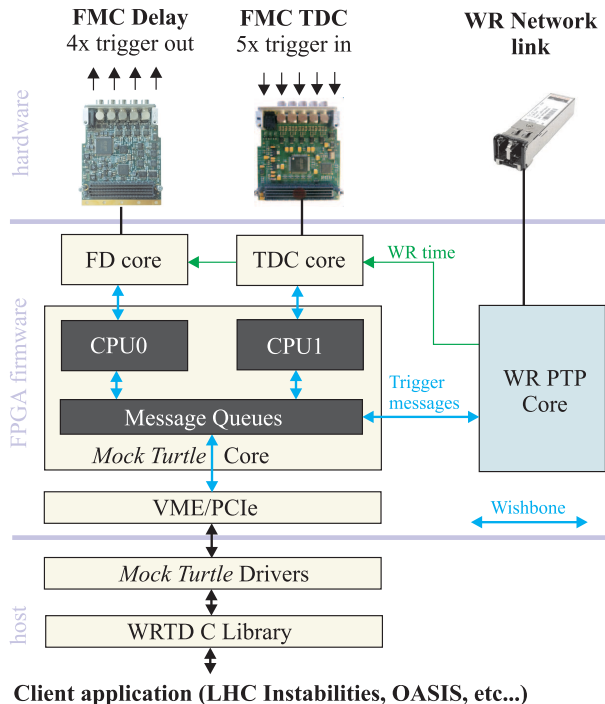 FMC Delay
4x trigger out
FMC TDC
5x trigger in
WR Network
link
hardware
FD core
TDC core
WR time
FPGA firmware
CPU0
CPU1
Message Queues
Mock Turtle Core
Trigger
messages
WR PTP
Core
VME/PCIe
Wishbone
host
Mock Turtle Drivers
WRTD C Library
Client application (LHC Instabilities, OASIS, etc...)